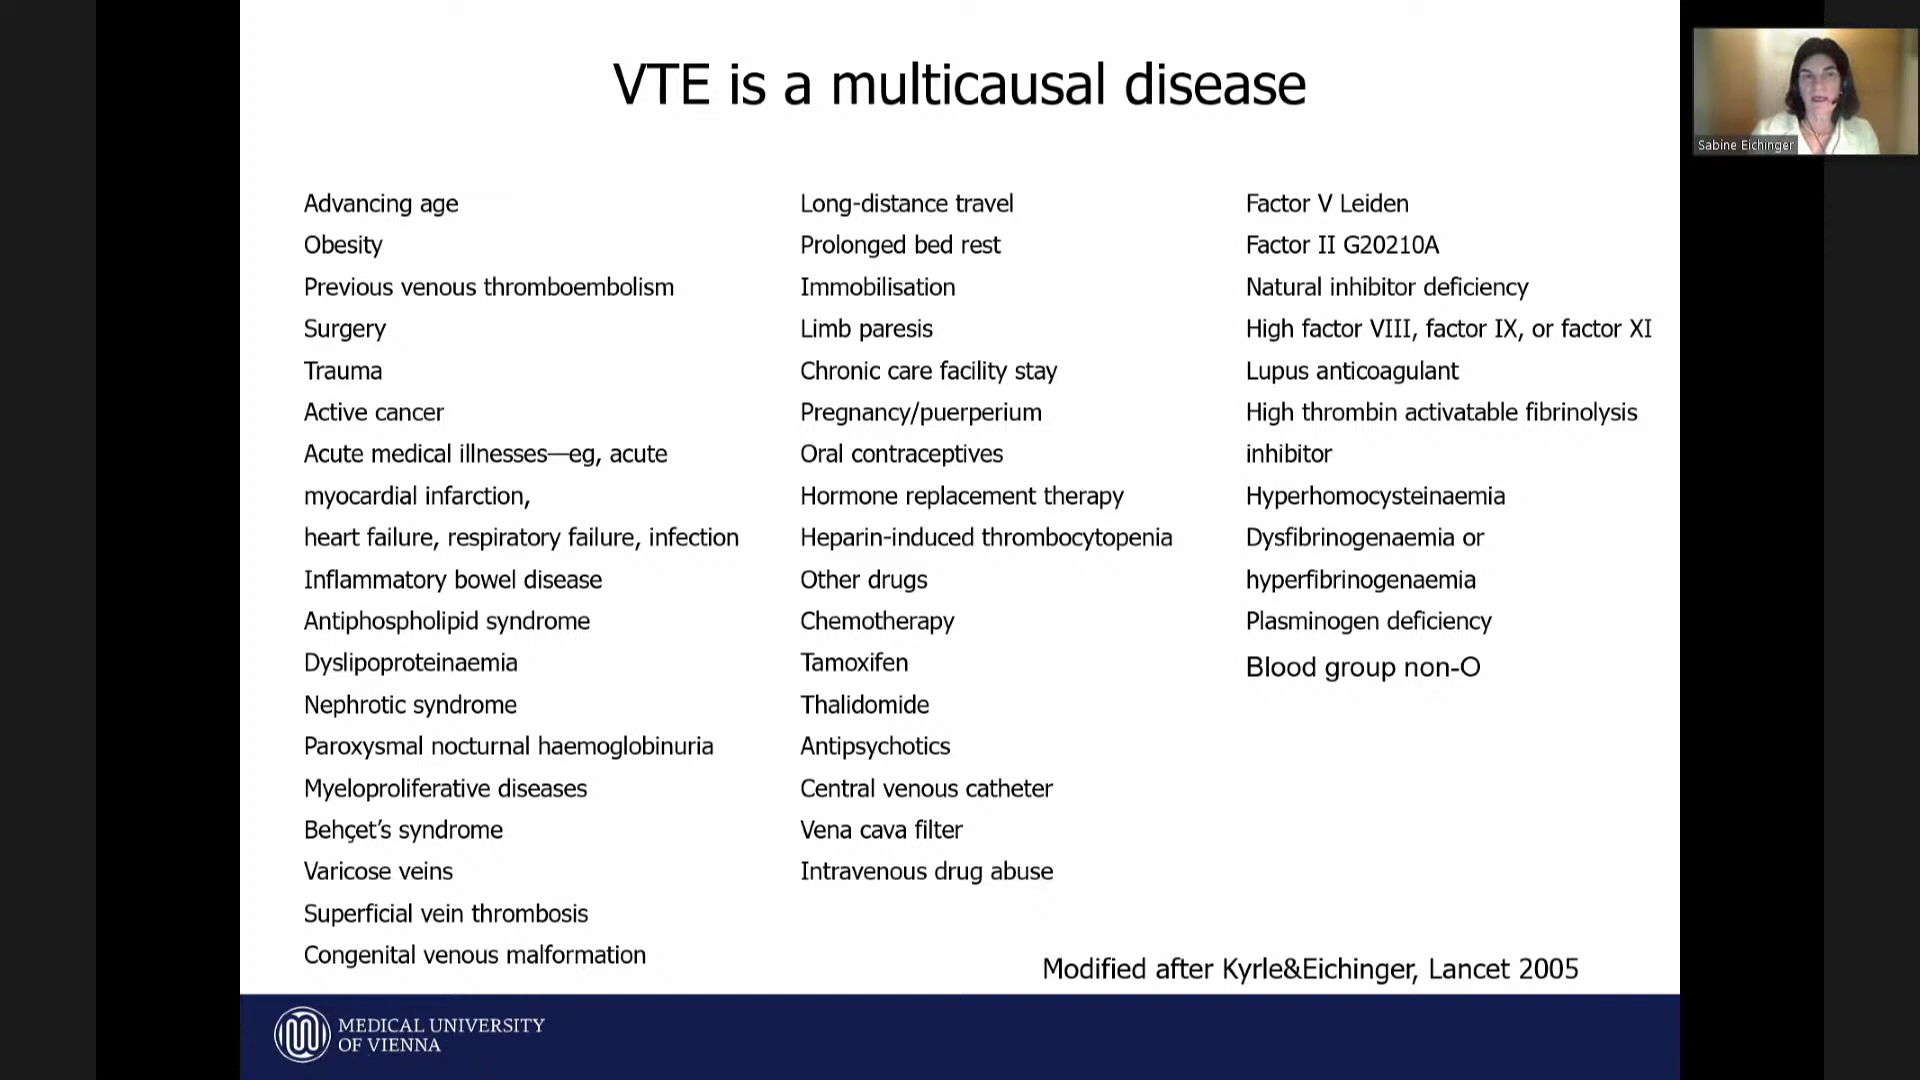 VTE is a multicausal disease
Advancing age
Obesity
Previous venous thromboembolism
Surgery
Trauma
Active cancer
Acute medical illnesses—eg, acute
myocardial infarction,
heart failure, respiratory failure, infection
Inflammatory bowel disease
Antiphospholipid syndrome
Dyslipoproteinaemia
Nephrotic syndrome
Paroxysmal nocturnal haemoglobinuria
Myeloproliferative diseases
Behçet’s syndrome
Varicose veins
Superficial vein thrombosis
Congenital venous malformation
Long-distance travel
Prolonged bed rest
Immobilisation
Limb paresis
Chronic care facility stay
Pregnancy/puerperium
Oral contraceptives
Hormone replacement therapy
Heparin-induced thrombocytopenia
Other drugs
Chemotherapy
Tamoxifen
Thalidomide
Antipsychotics
Central venous catheter
Vena cava filter
Intravenous drug abuse
Factor V Leiden
Factor II G20210A
Natural inhibitor deficiency
High factor VIII, factor IX, or factor XI
Lupus anticoagulant
High thrombin activatable fibrinolysis
inhibitor
Hyperhomocysteinaemia
Dysfibrinogenaemia or
hyperfibrinogenaemia
Plasminogen deficiency
Blood group non-O
Modified after Kyrle&Eichinger, Lancet 2005
MEDICAL UNIVERSITY
OF VIENNA
Sabine Eichinger